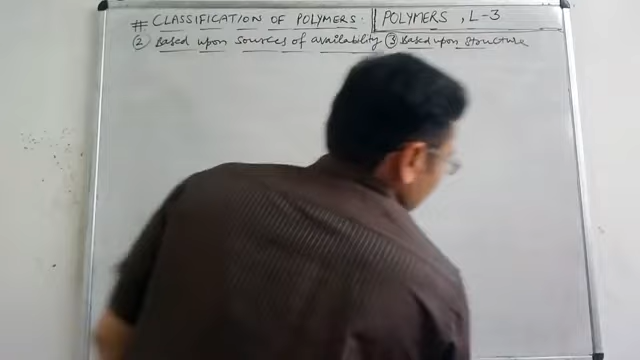 # CLASSIFICATION OF POLYMERS. POLYMERS, L-3
② Based upon sources of availability ③ Based upon structure